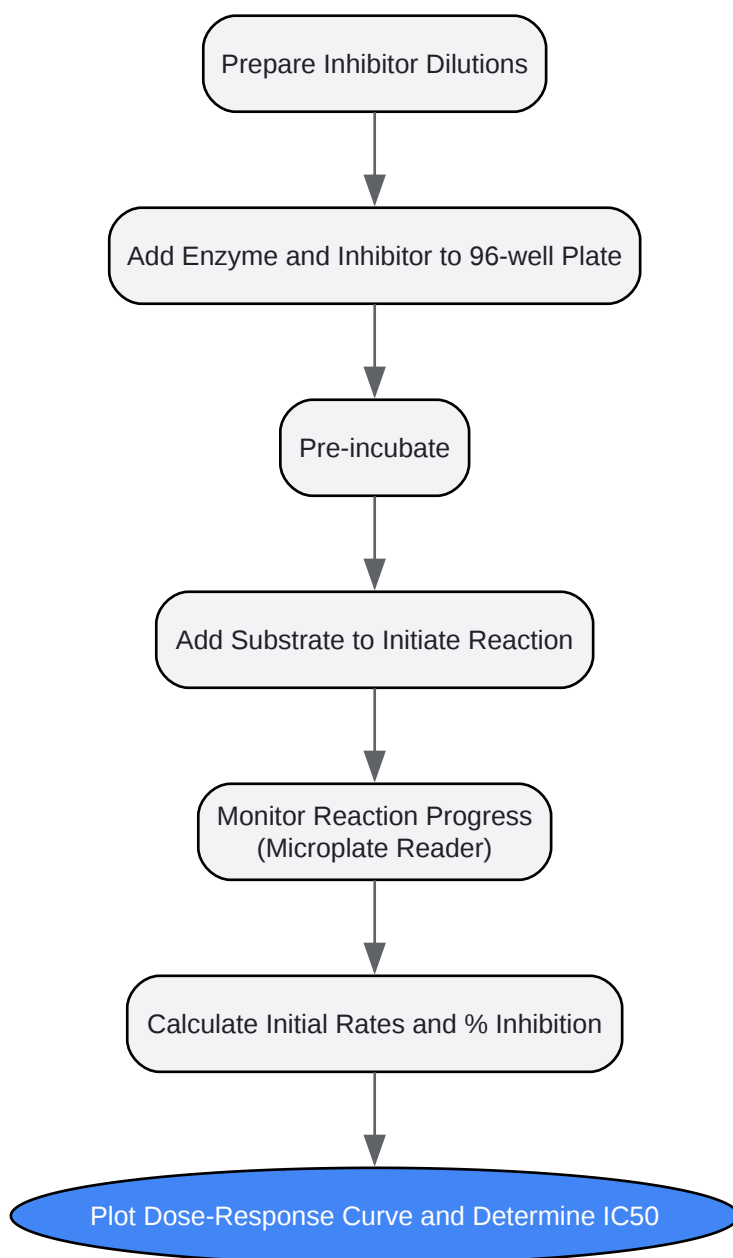 Prepare Inhibitor Dilutions
Add Enzyme and Inhibitor to 96-well Plate
Pre-incubate
Add Substrate to Initiate Reaction
Monitor Reaction Progress
(Microplate Reader)
Calculate Initial Rates and % Inhibition
Plot Dose-Response Curve and Determine IC50